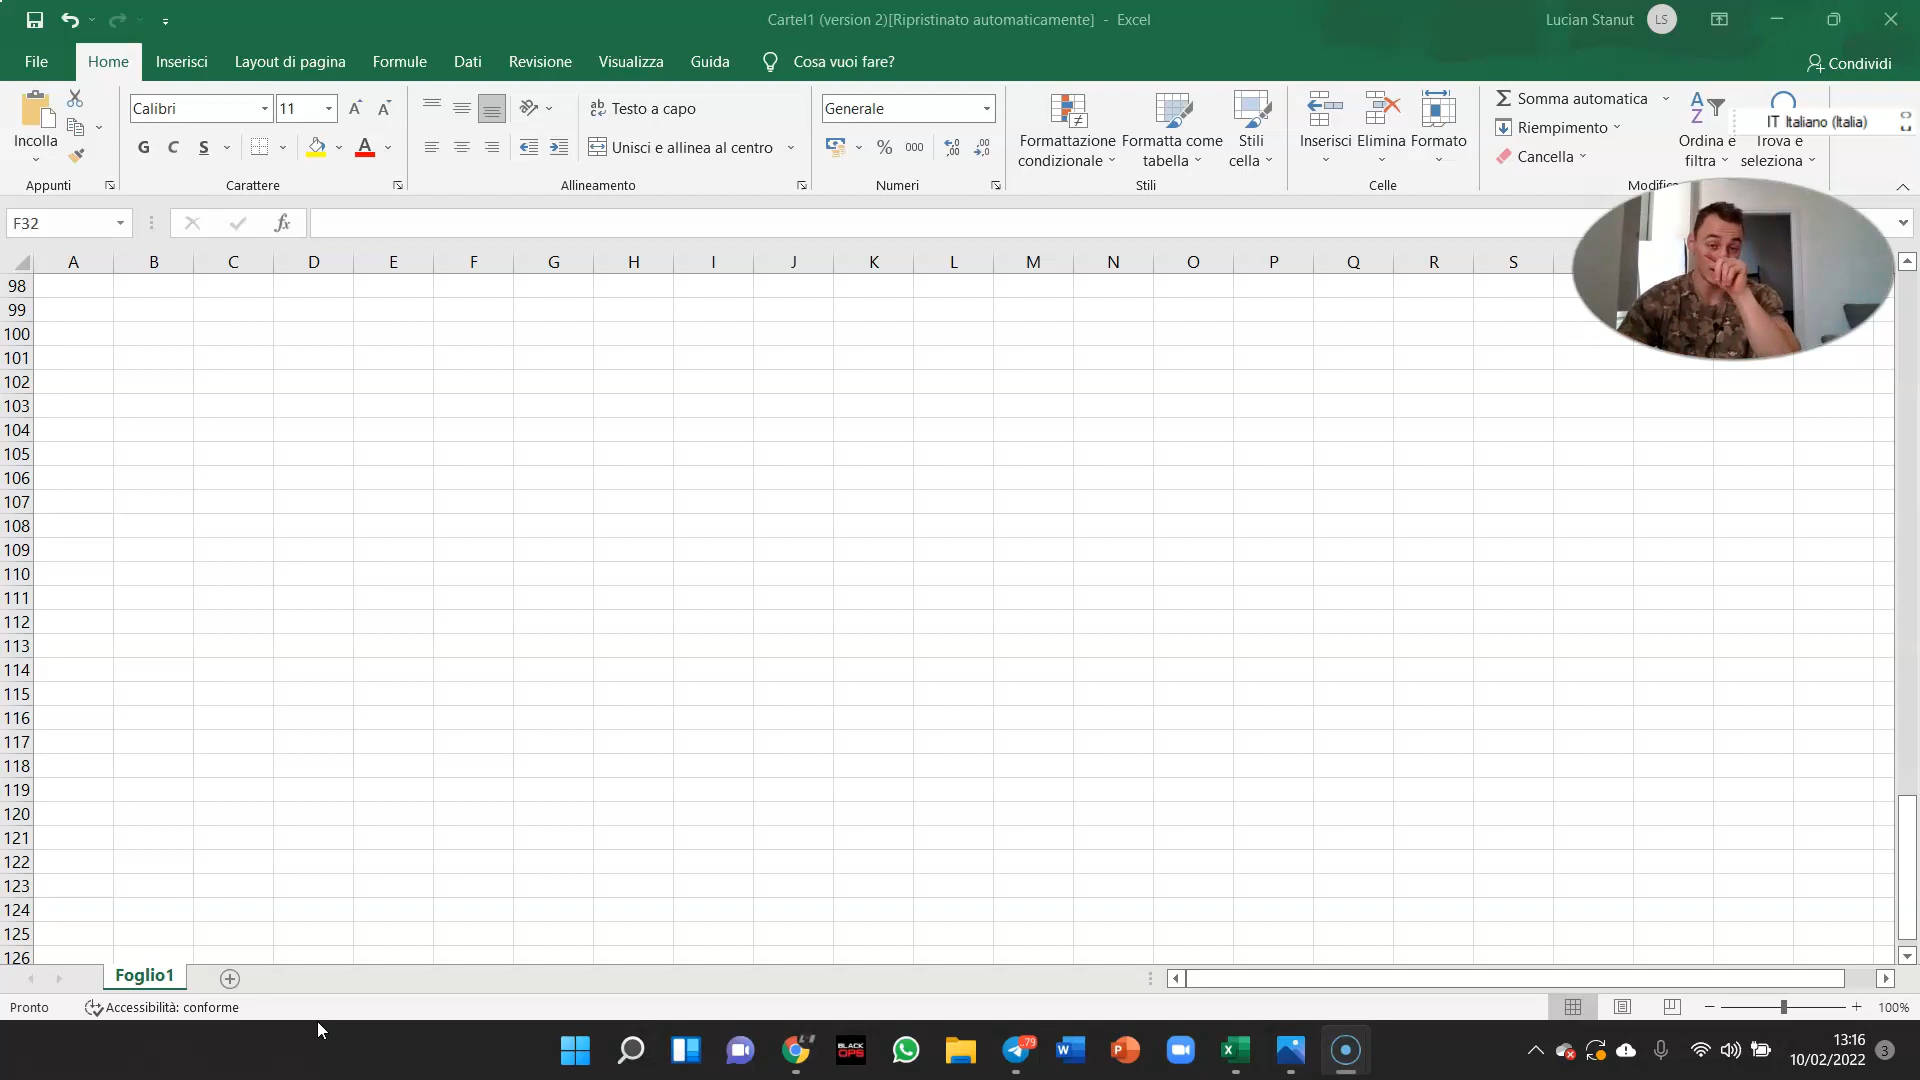 Cartel1 (version 2)[Ripristinato automaticamente] - Excel
Lucian Stanut
LS
File
Home
Inserisci
Layout di pagina
Formule
Dati
Revisione
Visualizza
Guida
Cosa vuoi fare?
Condividi
Incolla
Appunti
Calibri
11
G C S
Carattere
Testo a capo
Unisci e allinea al centro
Allineamento
Generale
% 000
Numeri
Formattazione condizionale
Formatta come tabella
Stili cella
Stili
Inserisci
Elimina
Formato
Celle
Somma automatica
Riempimento
Cancella
Ordina e filtra
Trova e seleziona
IT Italiano (Italia)
F32
fx
A B C D E F G H I J K L M N O P Q R S
98
99
100
101
102
103
104
105
106
107
108
109
110
111
112
113
114
115
116
117
118
119
120
121
122
123
124
125
126
Foglio1
Pronto
Accessibilità: conforme
100%
BLACK OPS
79
13:16
10/02/2022
3